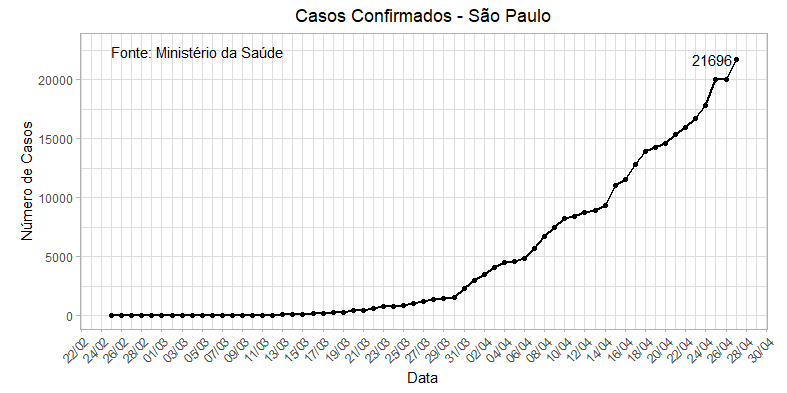 Casos Confirmados - São Paulo
Fonte: Ministério da Saúde
21696
Número de Casos
20000
15000
10000
5000
0
22/02 24/02 26/02 28/02 01/03 03/03 05/03 07/03 09/03 11/03 13/03 15/03 17/03 19/03 21/03 23/03 25/03 27/03 29/03 31/03 02/04 04/04 06/04 08/04 10/04 12/04 14/04 16/04 18/04 20/04 22/04 24/04 26/04 28/04 30/04
Data